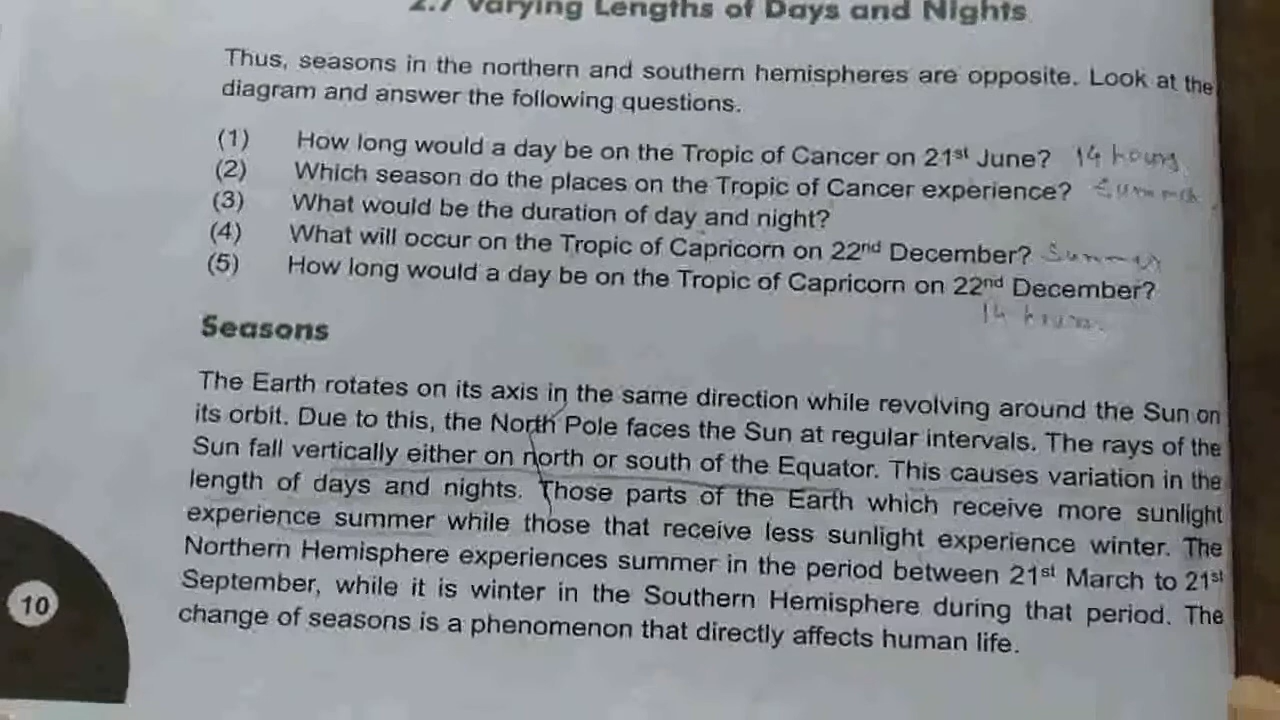 2.7 Varying Lengths of Days and Nights
Thus, seasons in the northern and southern hemispheres are opposite. Look at the
diagram and answer the following questions.
(1) How long would a day be on the Tropic of Cancer on 21st June? 14 hours
(2) Which season do the places on the Tropic of Cancer experience? Summer
(3) What would be the duration of day and night?
(4) What will occur on the Tropic of Capricorn on 22nd December? Summer
(5) How long would a day be on the Tropic of Capricorn on 22nd December?
14 hours
Seasons
The Earth rotates on its axis in the same direction while revolving around the Sun on
its orbit. Due to this, the North Pole faces the Sun at regular intervals. The rays of the
Sun fall vertically either on north or south of the Equator. This causes variation in the
length of days and nights. Those parts of the Earth which receive more sunlight
experience summer while those that receive less sunlight experience winter. The
Northern Hemisphere experiences summer in the period between 21st March to 21st
September, while it is winter in the Southern Hemisphere during that period. The
change of seasons is a phenomenon that directly affects human life.
10